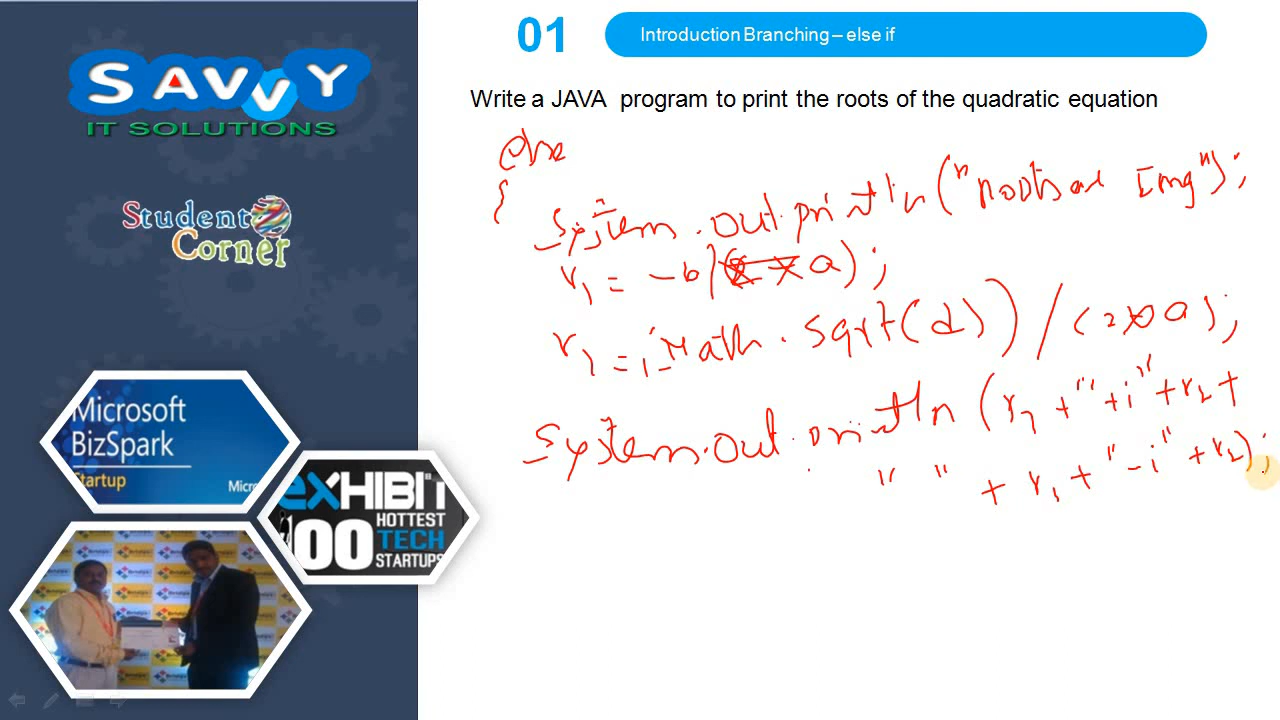 SAVVY
IT SOLUTIONS
Student
Corner
Microsoft
BizSpark
Startup
Micros
eXHIBIT
100
HOTTEST
TECH
STARTUPS
01
Introduction Branching – else if
Write a JAVA program to print the roots of the quadratic equation
else
{
System.out.println("roots are Img");
r1 = -b/( a);
Math.sqrt(d))/(2*a);
System.out.println(r1+""+i"+r2+
" " + r1+"-i"+r2);